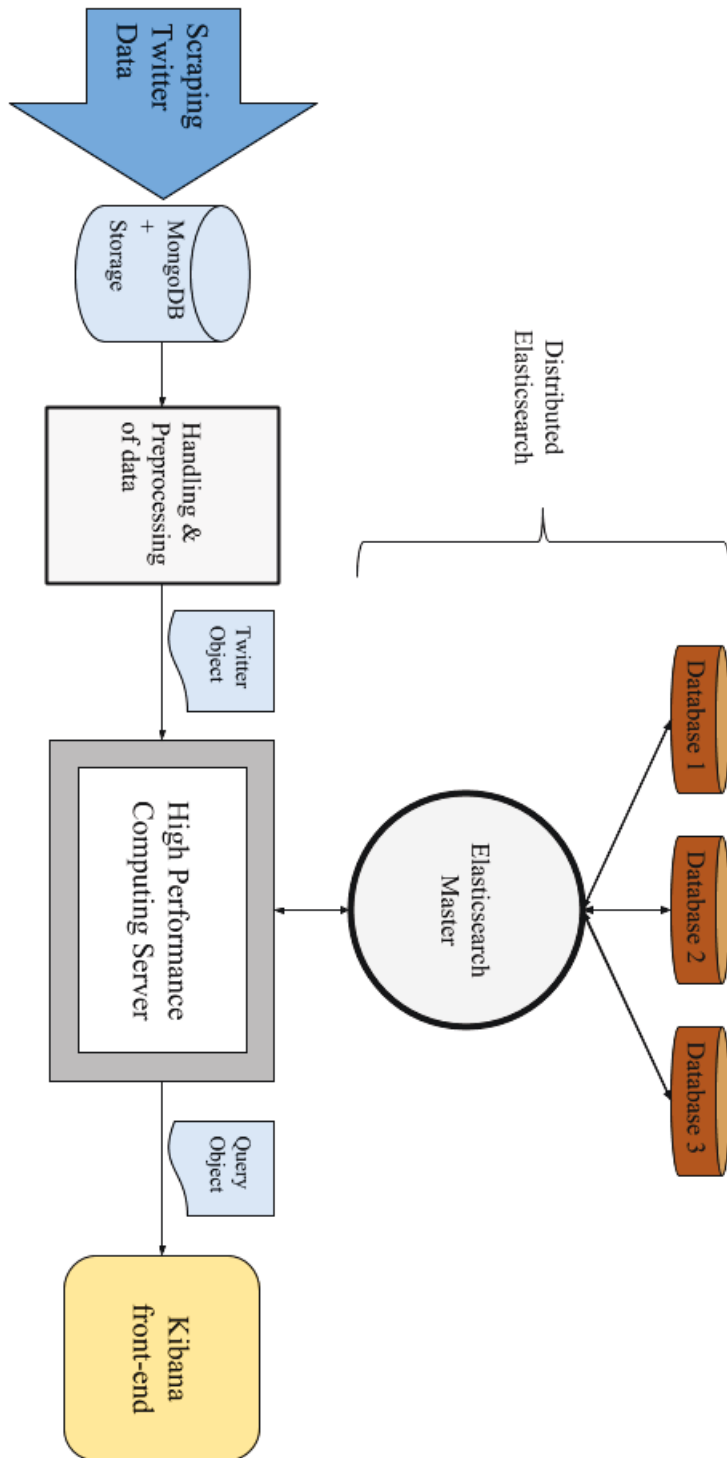 Scraping
Twitter
Data
MongoDB
+
Storage
Handling &
Preprocessing
of data
Twitter
Object
High Performance
Computing Server
Query
Object
Kibana
front-end
Distributed
Elasticsearch
Elasticsearch
Master
Database 1
Database 2
Database 3